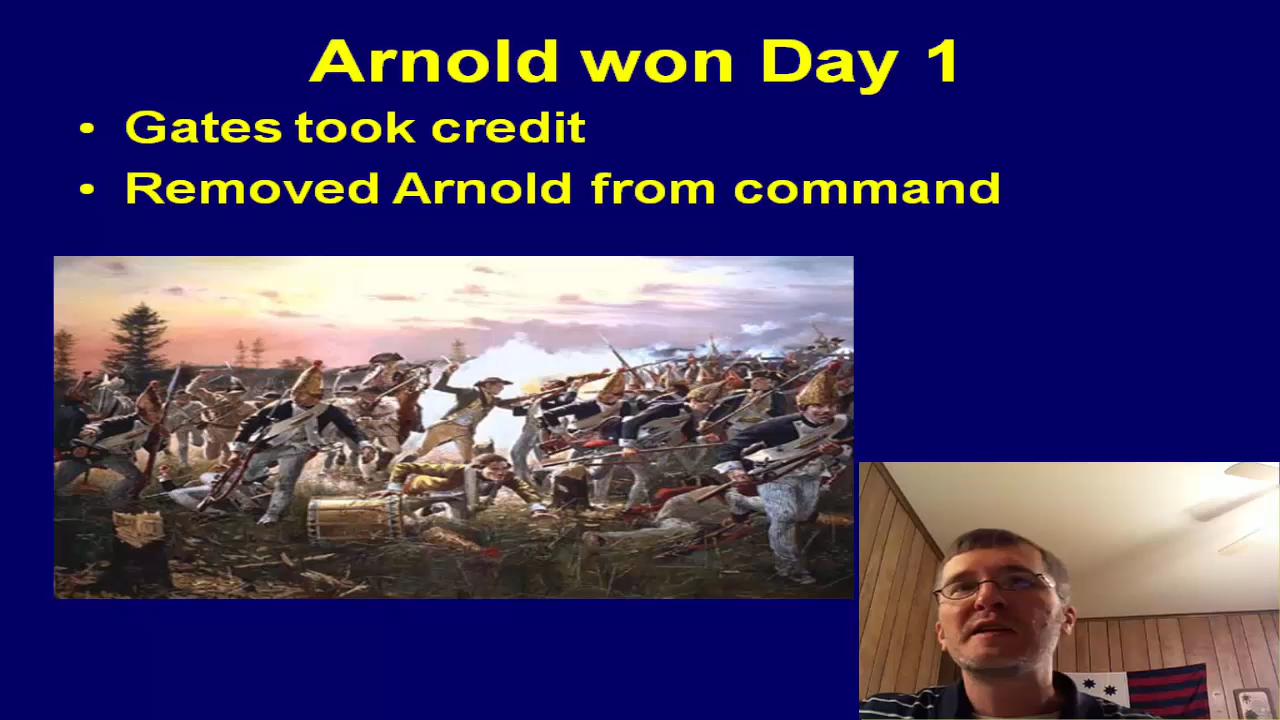 Arnold won Day 1
• Gates took credit
• Removed Arnold from command